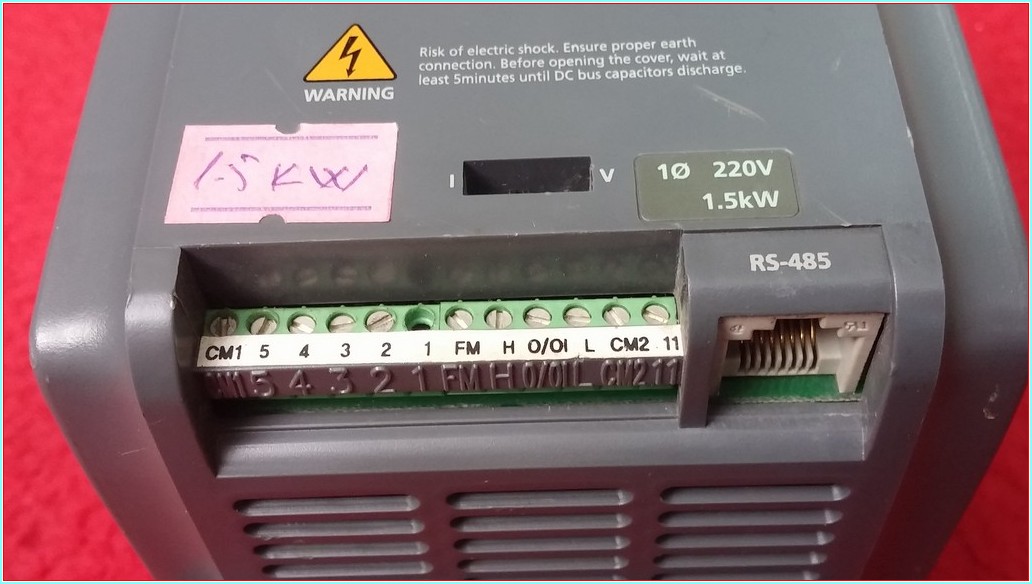 Risk of electric shock. Ensure proper earth
connection. Before opening the cover, wait at
least 5minutes until DC bus capacitors discharge.
WARNING
1.5 KW
I V
1Ø 220V
1.5kW
RS-485
CM1 5 4 3 2 1 FM H O/OI L CM2 11
CM1 5 4 3 2 1 FM H O/OI L CM2 11